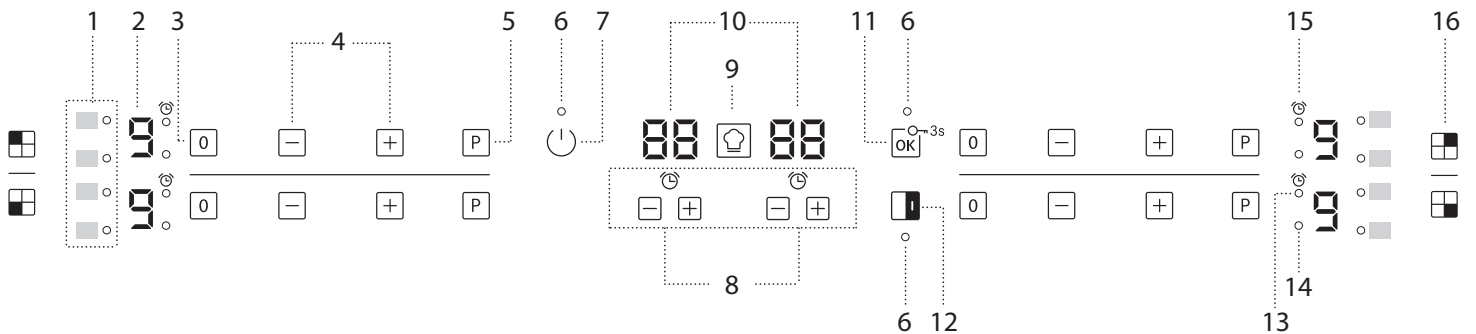 1 2 3 4 5 6 7 10 9 11 6 15 16
9 0 − + P 88 88 3s OK 0 − + P 9
9 0 − + P − + − + I 0 − + P 9
8 6 12 13 14